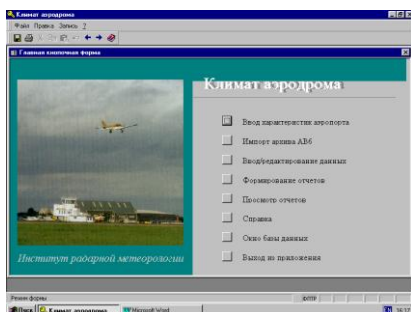 Климат аэродрома
Файл Правка Запись ?
Главная кнопочная форма
Климат аэродрома
Ввод характеристик аэропорта
Импорт архива АВ6
Ввод/редактирование данных
Формирование отчетов
Просмотр отчетов
Справка
Окно базы данных
Выход из приложения
Институт радарной метеорологии
Режим формы
Пуск Климат аэродрома Microsoft Word